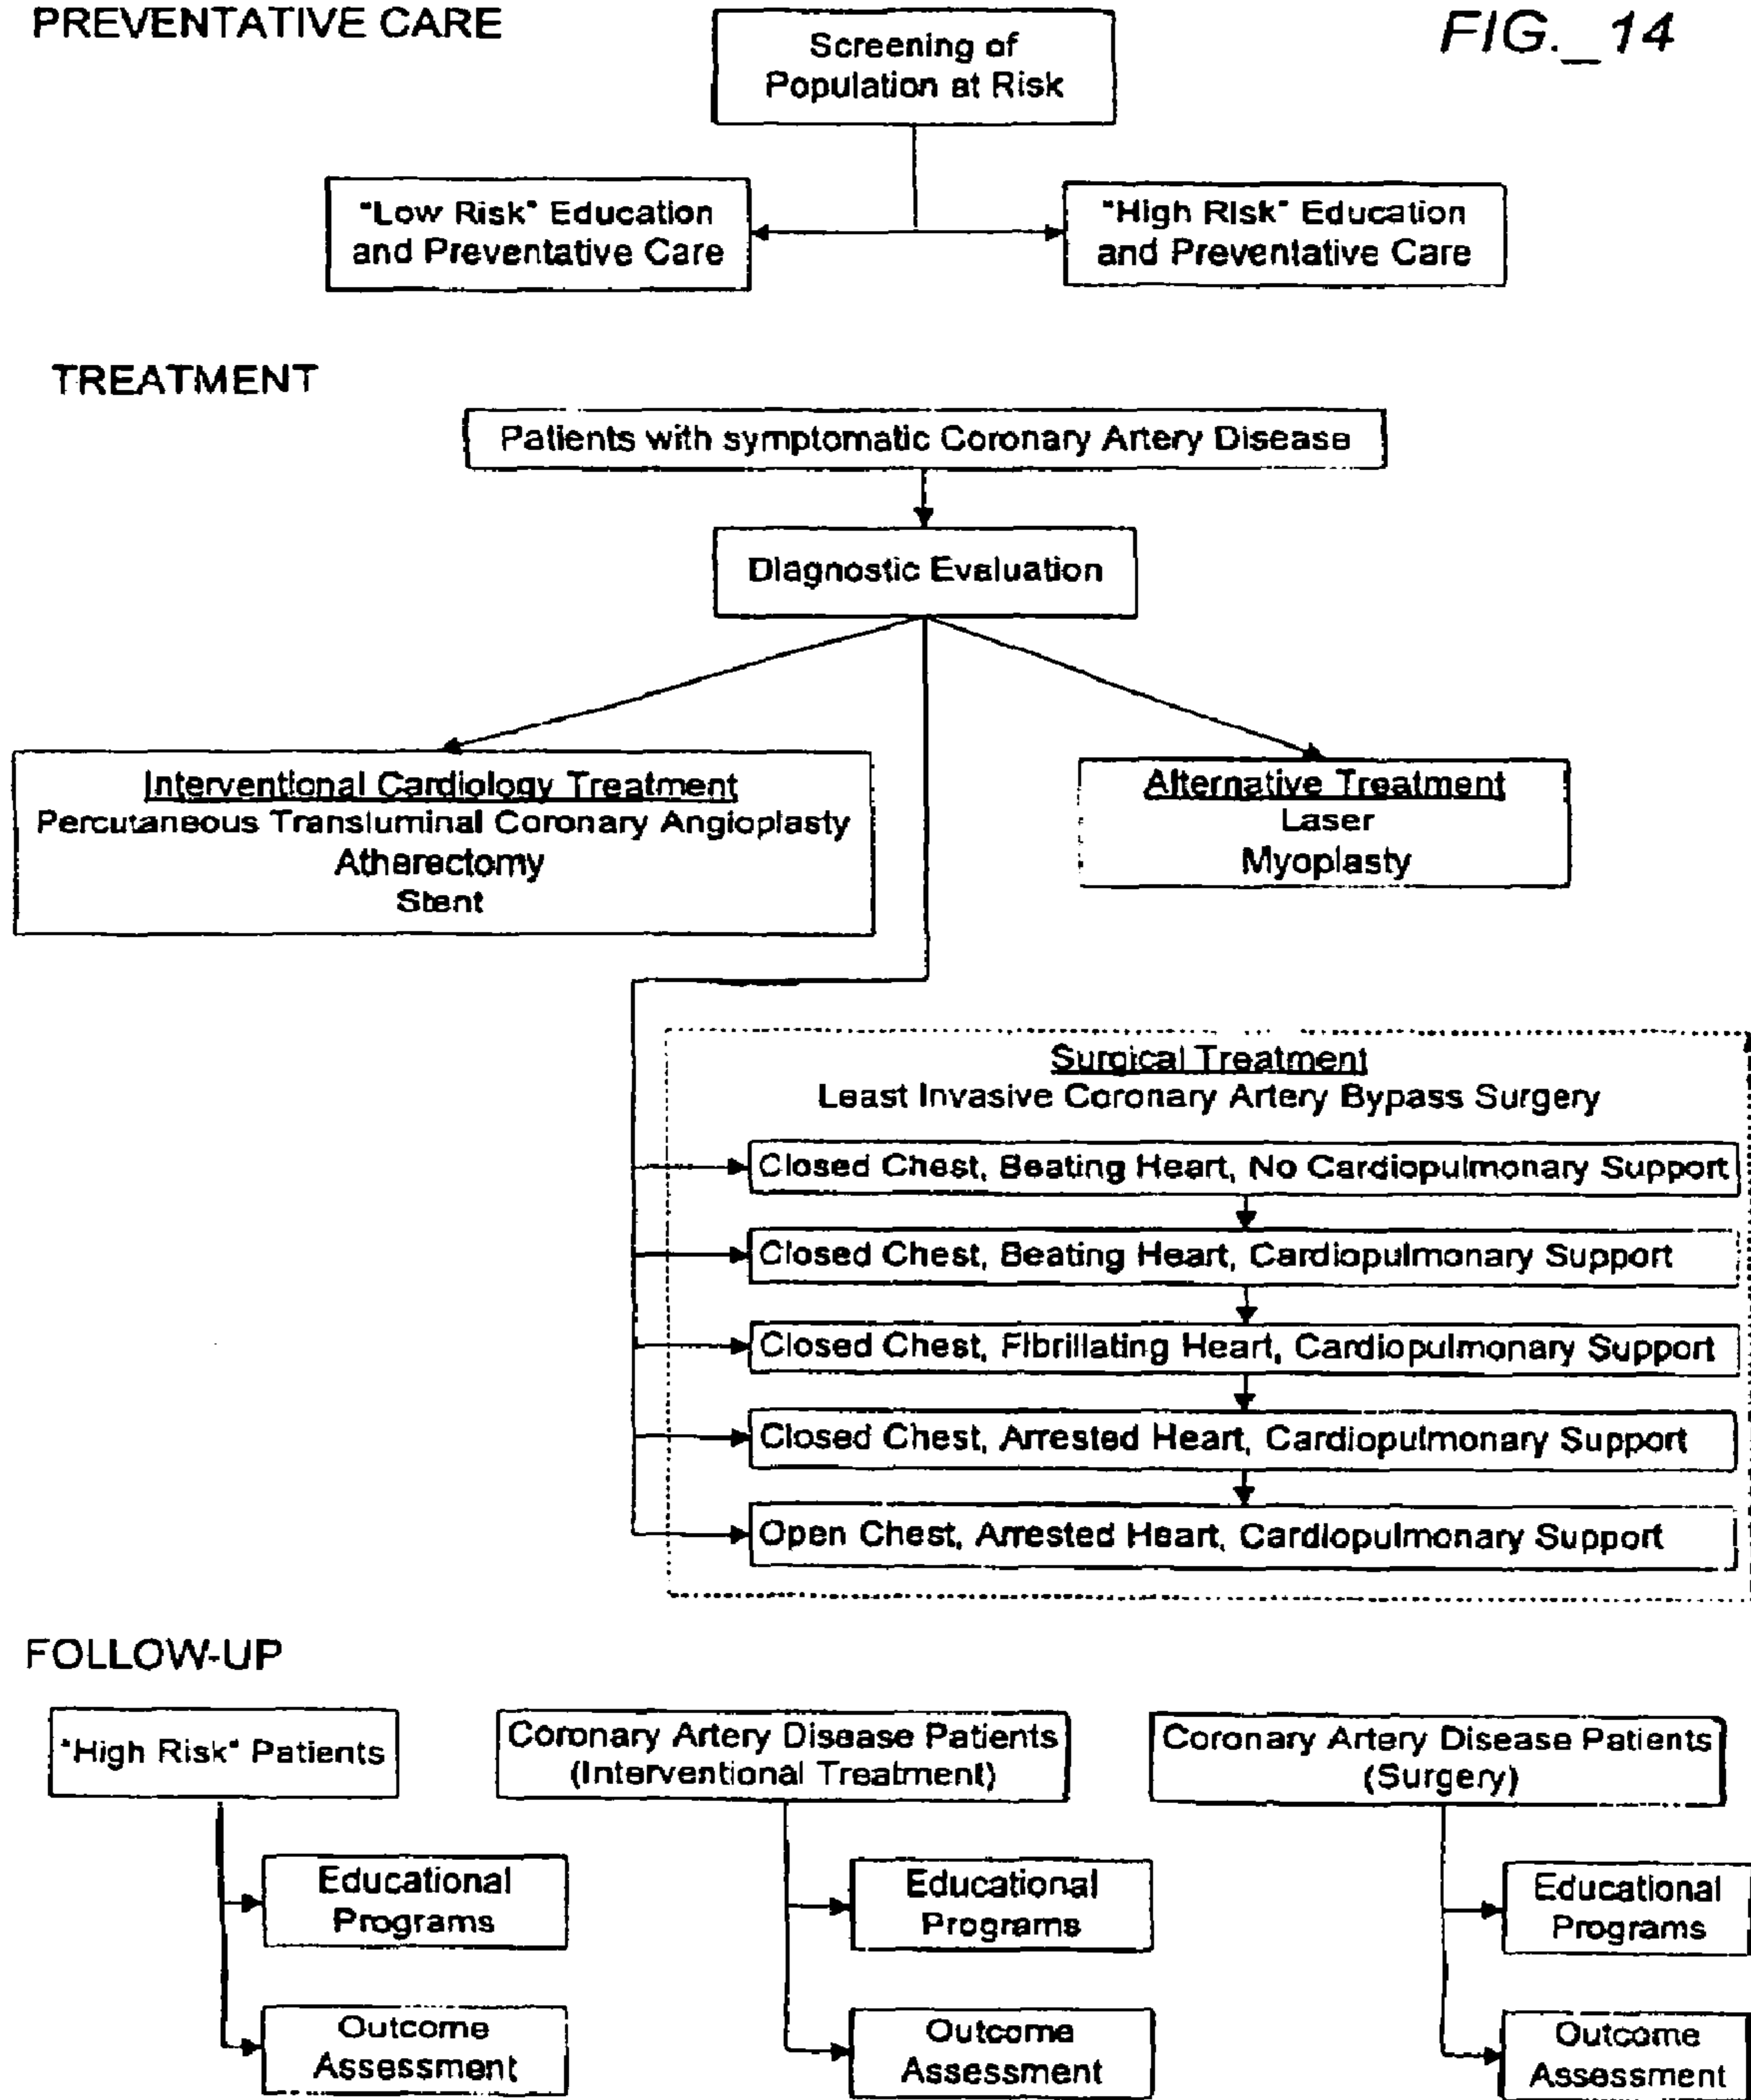 PREVENTATIVE CARE
FIG._14
Screening of
Population at Risk
"Low Risk" Education
and Preventative Care
"High Risk" Education
and Preventative Care
TREATMENT
Patients with symptomatic Coronary Artery Disease
Diagnostic Evaluation
Interventional Cardiology Treatment
Percutaneous Transluminal Coronary Angioplasty
Atherectomy
Stent
Alternative Treatment
Laser
Myoplasty
Surgical Treatment
Least Invasive Coronary Artery Bypass Surgery
Closed Chest, Beating Heart, No Cardiopulmonary Support
Closed Chest, Beating Heart, Cardiopulmonary Support
Closed Chest, Fibrillating Heart, Cardiopulmonary Support
Closed Chest, Arrested Heart, Cardiopulmonary Support
Open Chest, Arrested Heart, Cardiopulmonary Support
FOLLOW-UP
"High Risk" Patients
Educational
Programs
Outcome
Assessment
Coronary Artery Disease Patients
(Interventional Treatment)
Educational
Programs
Outcome
Assessment
Coronary Artery Disease Patients
(Surgery)
Educational
Programs
Outcome
Assessment